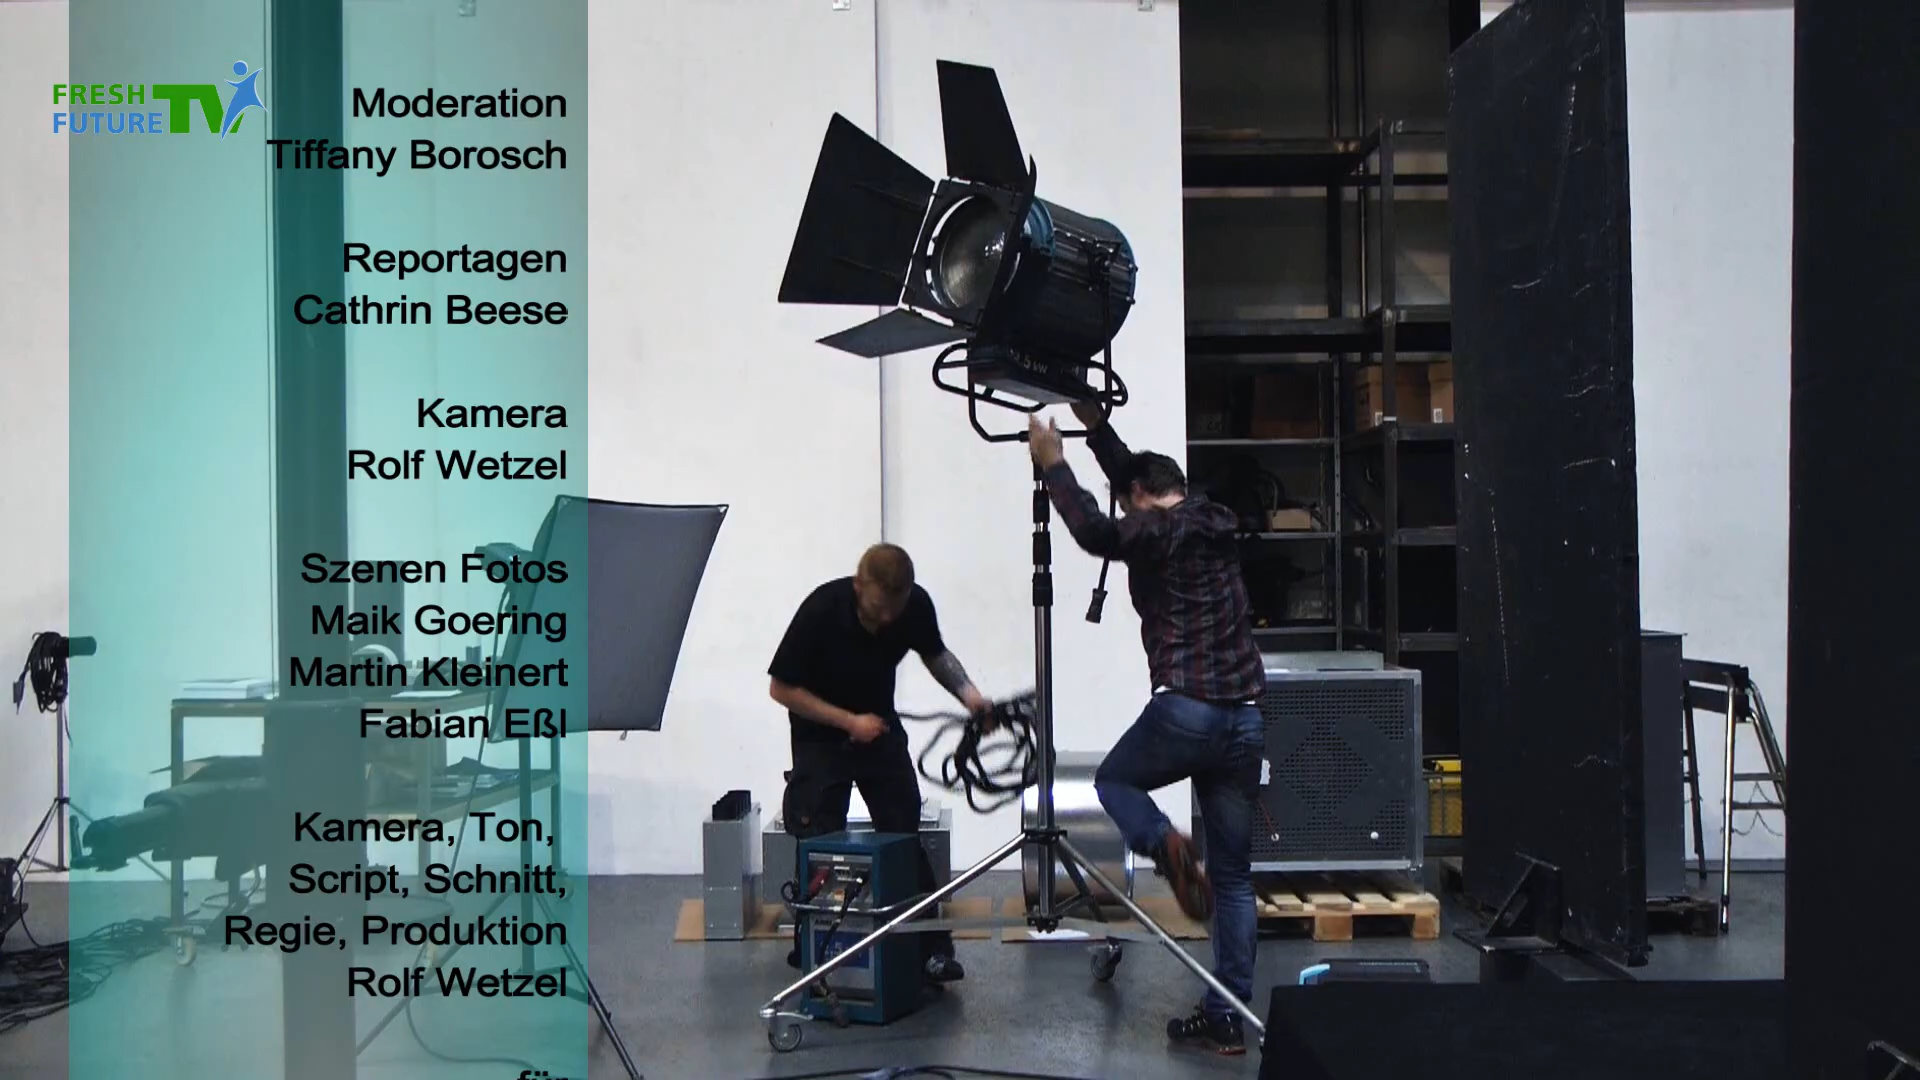 FRESH
FUTURE TV
Moderation
Tiffany Borosch
Reportagen
Cathrin Beese
Kamera
Rolf Wetzel
Szenen Fotos
Maik Goering
Martin Kleinert
Fabian Eßl
Kamera, Ton,
Script, Schnitt,
Regie, Produktion
Rolf Wetzel
für